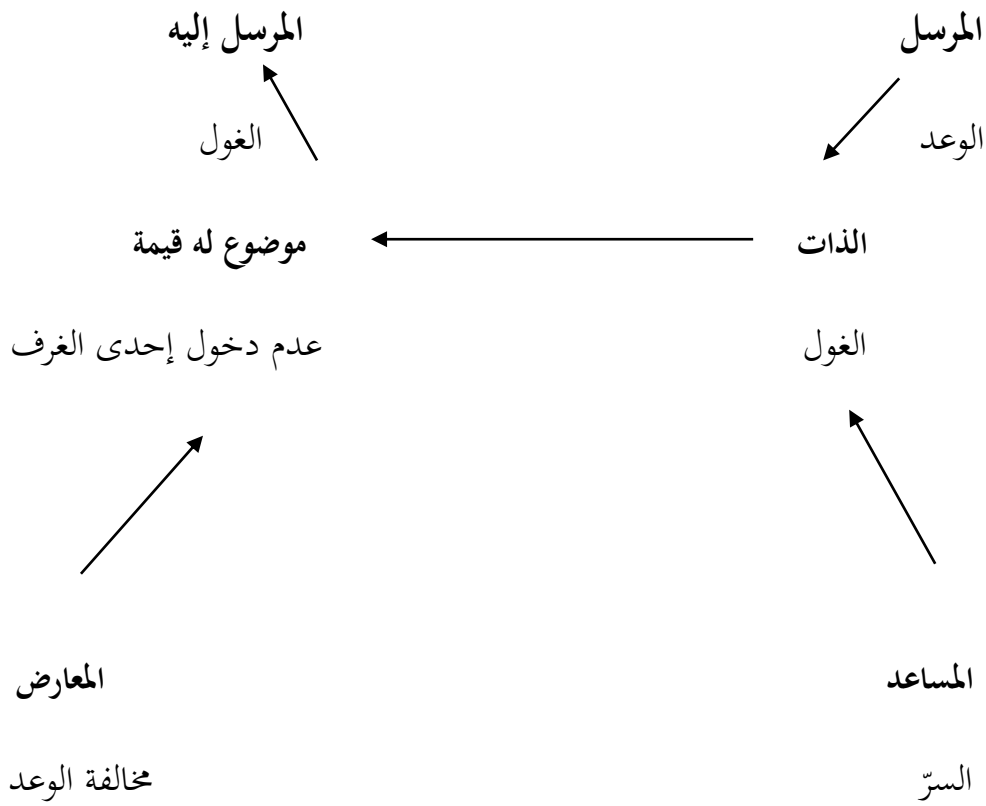 المرسل المرسل إليه
الوعد الغول
الذات موضوع له قيمة
الغول عدم دخول إحدى الغرف
المساعد المعارض
السرّ مخالفة الوعد